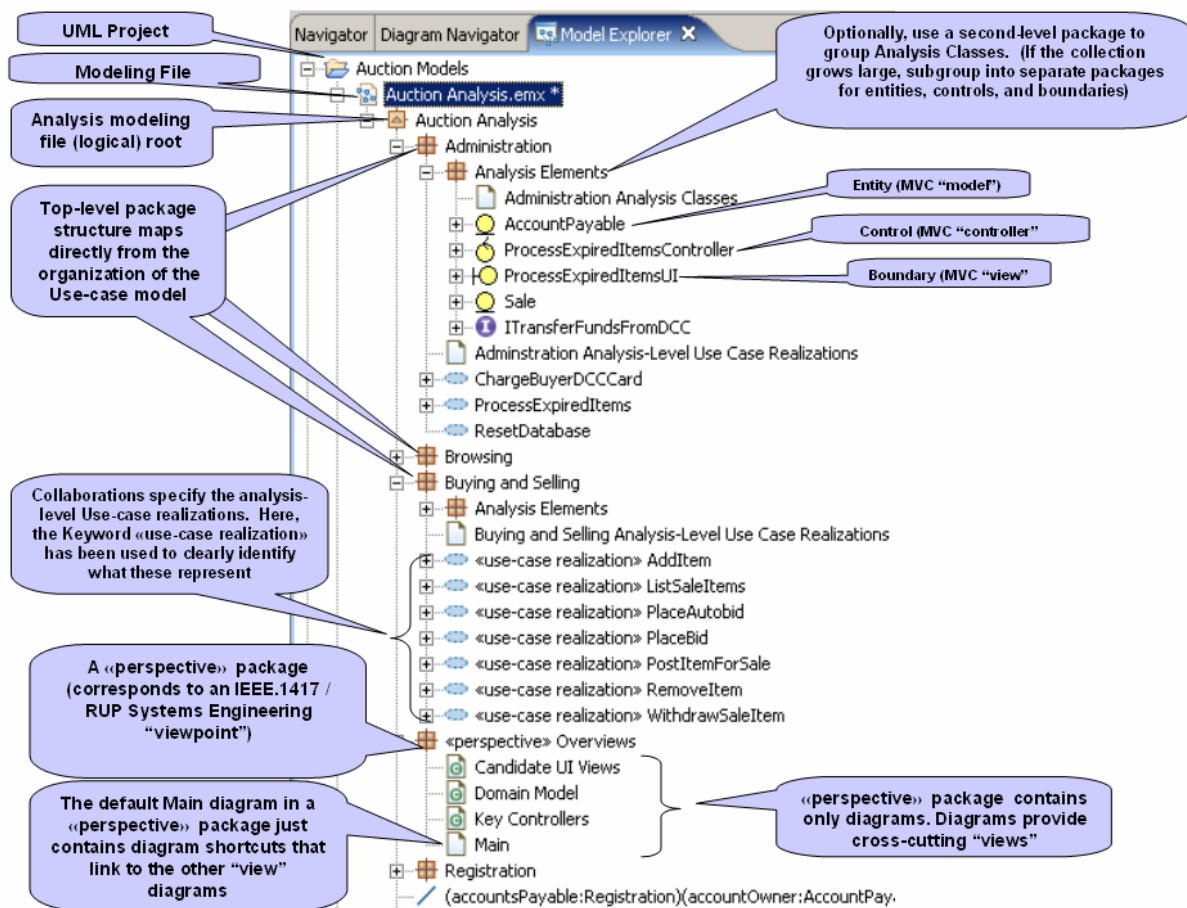 UML Project
Modeling File
Analysis modeling
file (logical) root
Top-level package
structure maps
directly from the
organization of the
Use-case model
Collaborations specify the analysis-
level Use-case realizations.  Here,
the Keyword «use-case realization»
has been used to clearly identify
what these represent
A «perspective» package
(corresponds to an IEEE.1417 /
RUP Systems Engineering
“viewpoint”)
The default Main diagram in a
«perspective» package just
contains diagram shortcuts that
link to the other “view”
diagrams
Navigator
Diagram Navigator
Model Explorer
Auction Models
Auction Analysis.emx *
Auction Analysis
Administration
Analysis Elements
Administration Analysis Classes
AccountPayable
ProcessExpiredItemsController
ProcessExpiredItemsUI
Sale
I
ITransferFundsFromDCC
Adminstration Analysis-Level Use Case Realizations
ChargeBuyerDCCCard
ProcessExpiredItems
ResetDatabase
Browsing
Buying and Selling
Analysis Elements
Buying and Selling Analysis-Level Use Case Realizations
«use-case realization» AddItem
«use-case realization» ListSaleItems
«use-case realization» PlaceAutobid
«use-case realization» PlaceBid
«use-case realization» PostItemForSale
«use-case realization» RemoveItem
«use-case realization» WithdrawSaleItem
«perspective» Overviews
Candidate UI Views
Domain Model
Key Controllers
Main
Registration
(accountsPayable:Registration)(accountOwner:AccountPay.
Optionally, use a second-level package to
group Analysis Classes.  (If the collection
grows large, subgroup into separate packages
for entities, controls, and boundaries)
Entity (MVC “model”)
Control (MVC “controller”
Boundary (MVC “view”
«perspective» package contains
only diagrams. Diagrams provide
cross-cutting “views”